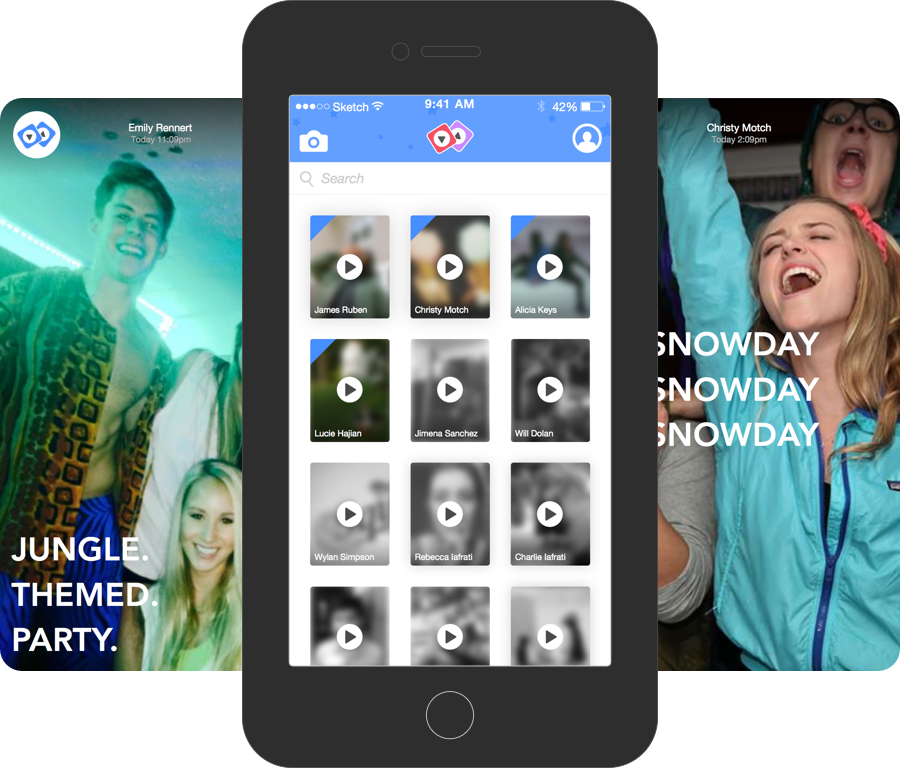 Emily Rennert
Today 11:09pm
JUNGLE.
THEMED.
PARTY.
Sketch
9:41 AM
42%
Search
James Ruben
Christy Motch
Alicia Keys
Lucie Hajian
Jimena Sanchez
Will Dolan
Wylan Simpson
Rebecca Iafrati
Charlie Iafrati
Christy Motch
Today 2:09pm
SNOWDAY
SNOWDAY
SNOWDAY